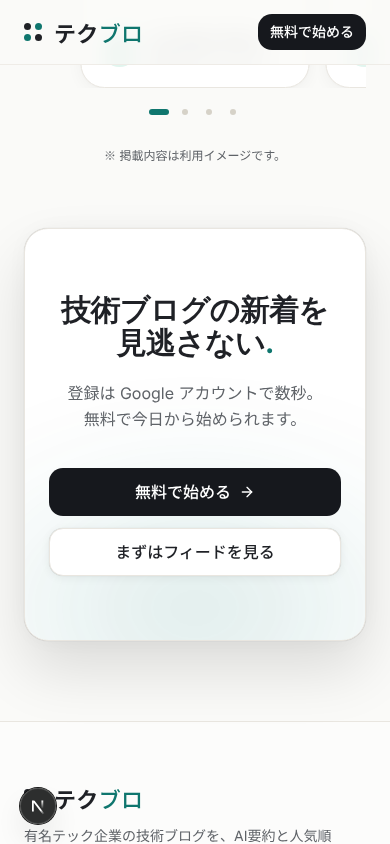 テクブロ
無料で始める
※ 掲載内容は利用イメージです。
技術ブログの新着を
見逃さない.
登録は Google アカウントで数秒。
無料で今日から始められます。
無料で始める →
まずはフィードを見る
N
テクブロ
有名テック企業の技術ブログを、AI要約と人気順